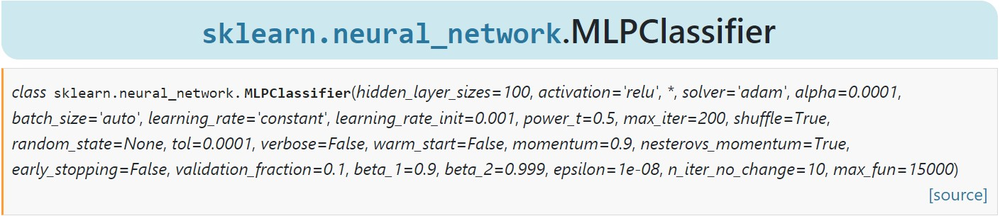 sklearn.neural_network.MLPClassifier
class sklearn.neural_network.MLPClassifier(hidden_layer_sizes=100, activation='relu', *, solver='adam', alpha=0.0001,
batch_size='auto', learning_rate='constant', learning_rate_init=0.001, power_t=0.5, max_iter=200, shuffle=True,
random_state=None, tol=0.0001, verbose=False, warm_start=False, momentum=0.9, nesterovs_momentum=True,
early_stopping=False, validation_fraction=0.1, beta_1=0.9, beta_2=0.999, epsilon=1e-08, n_iter_no_change=10, max_fun=15000)
[source]